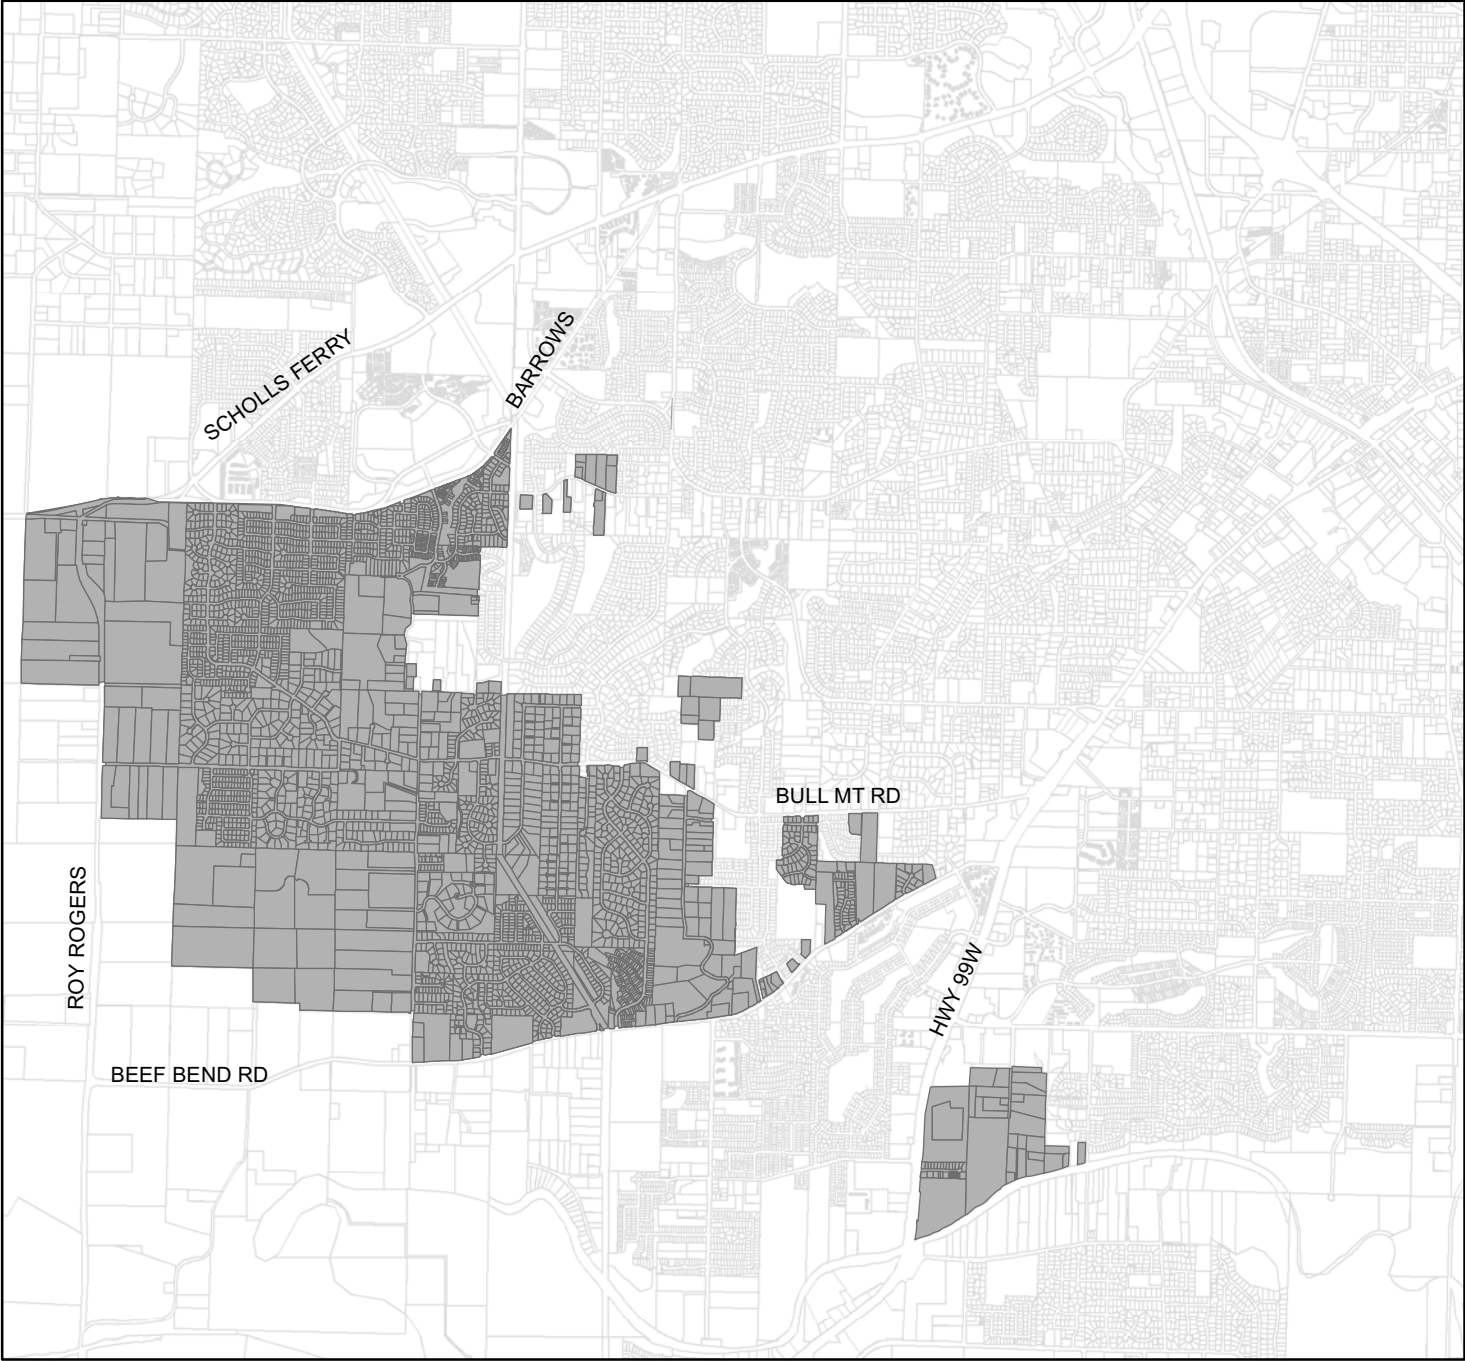 SCHOLLS FERRY
BARROWS
BULL MT RD
ROY ROGERS
HWY 99W
BEEF BEND RD